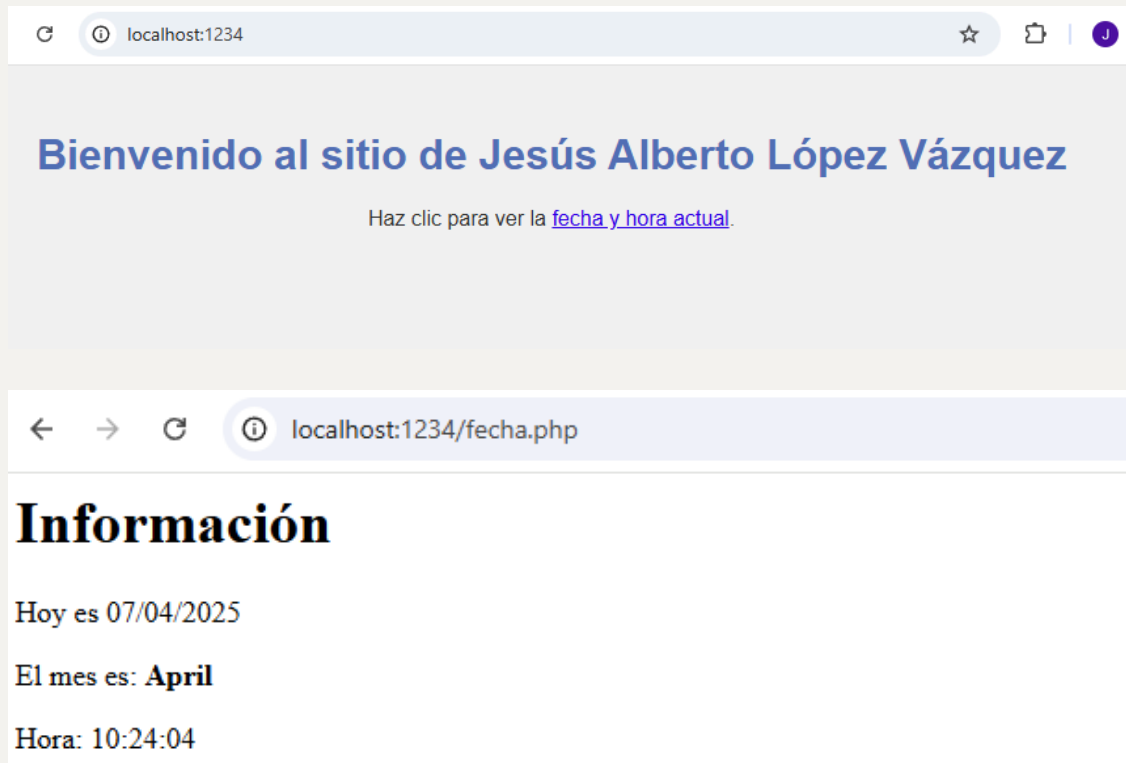 localhost:1234
J
Bienvenido al sitio de Jesús Alberto López Vázquez
Haz clic para ver la fecha y hora actual.
localhost:1234/fecha.php
Información
Hoy es 07/04/2025
El mes es: April
Hora: 10:24:04